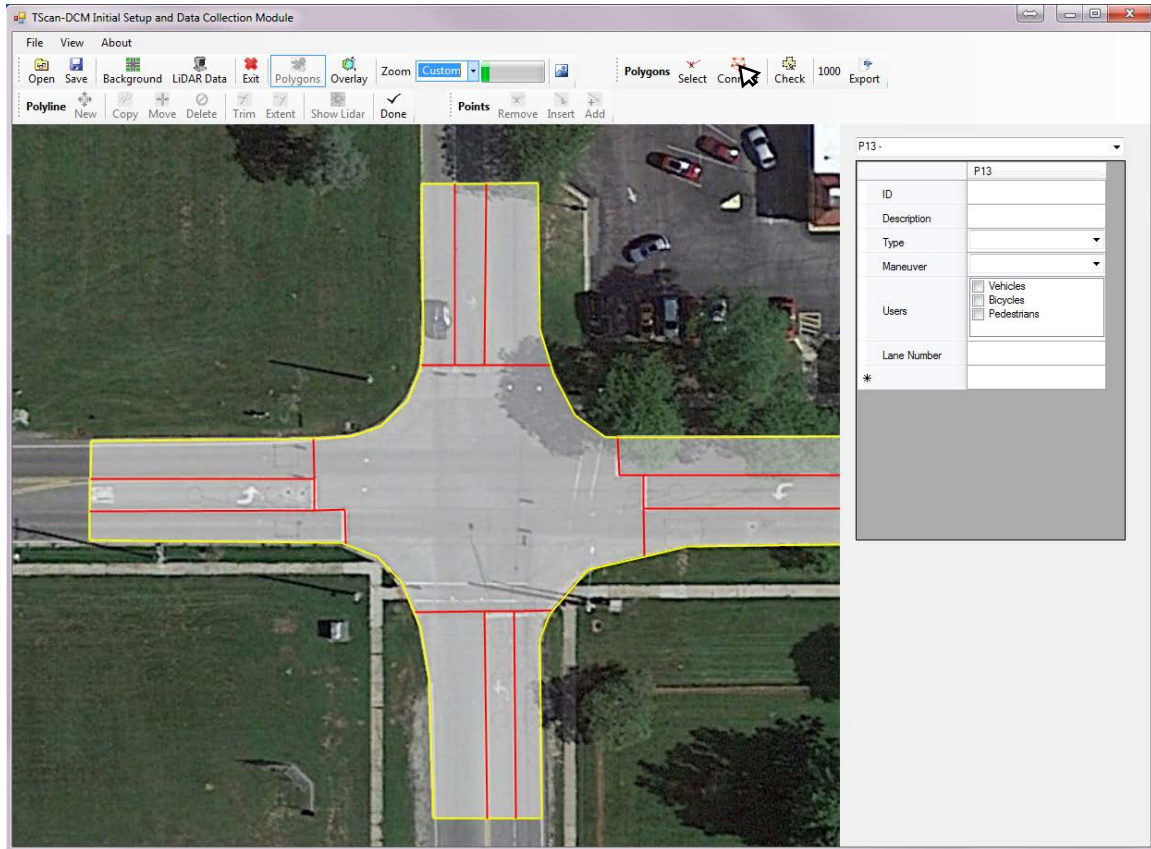 TScan-DCM Initial Setup and Data Collection Module
File View About
Open Save Background LiDAR Data Exit Polygons Overlay Zoom Custom Polygons Select Check 1000 Export
Polyline New Copy Move Delete Trim Extent Show Lidar Done Points Remove Insert Add
P13 -
P13
ID
Description
Type
Maneuver
Users
Vehicles
Bicycles
Pedestrians
Lane Number
*